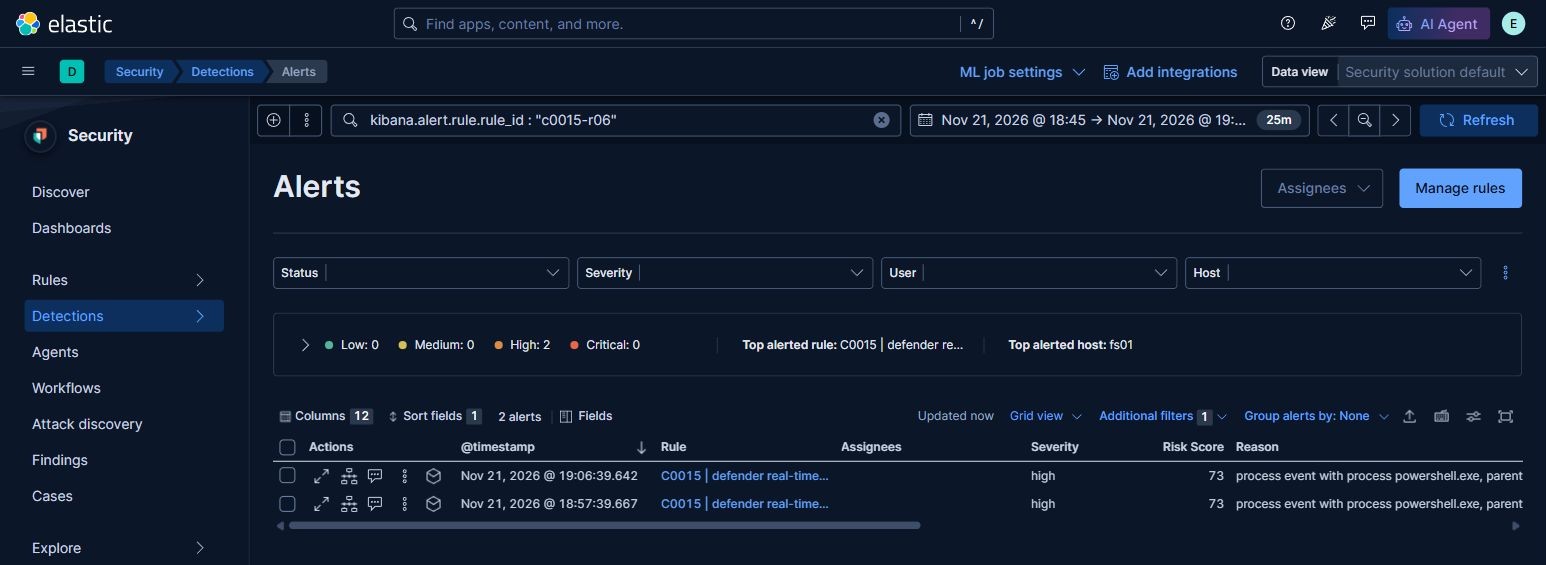 elastic
Find apps, content, and more.
^/
AI Agent
E
D
Security
Detections
Alerts
ML job settings
Add integrations
Data view
Security solution default
Security
kibana.alert.rule.rule_id : "c0015-r06"
Nov 21, 2026 @ 18:45 → Nov 21, 2026 @ 19:...
25m
Refresh
Discover
Dashboards
Rules
Detections
Agents
Workflows
Attack discovery
Findings
Cases
Explore
Alerts
Assignees
Manage rules
Status
Severity
User
Host
Low: 0
Medium: 0
High: 2
Critical: 0
Top alerted rule: C0015 | defender re...
Top alerted host: fs01
Columns 12
Sort fields 1
2 alerts
Fields
Updated now
Grid view
Additional filters 1
Group alerts by: None
Actions @timestamp Rule Assignees Severity Risk Score Reason
Nov 21, 2026 @ 19:06:39.642 C0015 | defender real-time... high 73 process event with process powershell.exe, parent
Nov 21, 2026 @ 18:57:39.667 C0015 | defender real-time... high 73 process event with process powershell.exe, parent